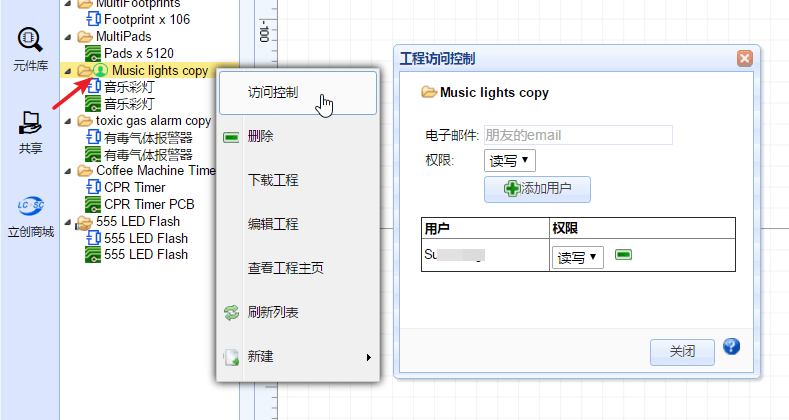 元件库
共享
LC-SC
立创商城
MultiFootprints
Footprint x 106
MultiPads
Pads x 5120
Music lights copy
音乐彩灯
音乐彩灯
toxic gas alarm copy
有毒气体报警器
有毒气体报警器
Coffee Machine Time
CPR Timer
CPR Timer PCB
555 LED Flash
555 LED Flash
555 LED Flash
-100
访问控制
删除
下载工程
编辑工程
查看工程主页
刷新列表
新建
工程访问控制
Music lights copy
电子邮件: 朋友的email
权限: 读写
添加用户
用户 权限
读写
关闭